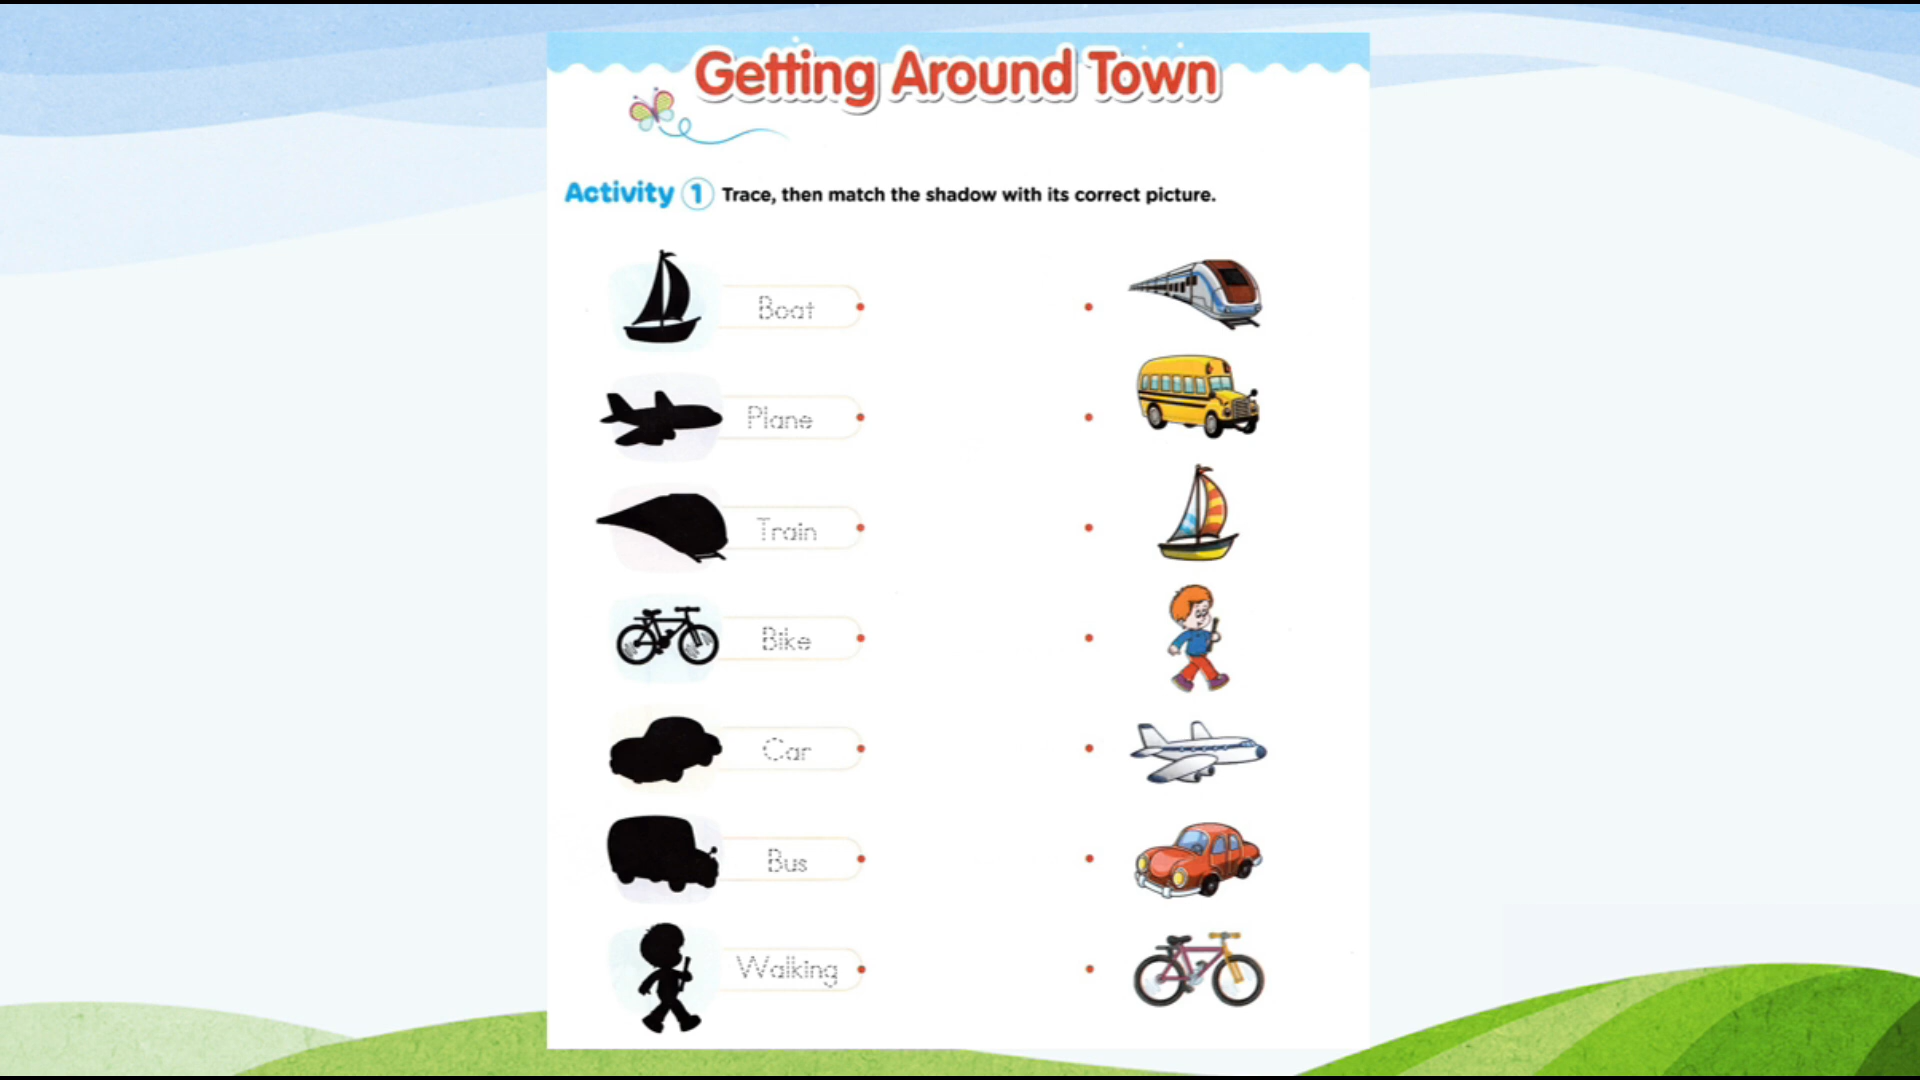 Getting Around Town
Activity 1 Trace, then match the shadow with its correct picture.
Boat
Plane
Train
Bike
Car
Bus
Walking